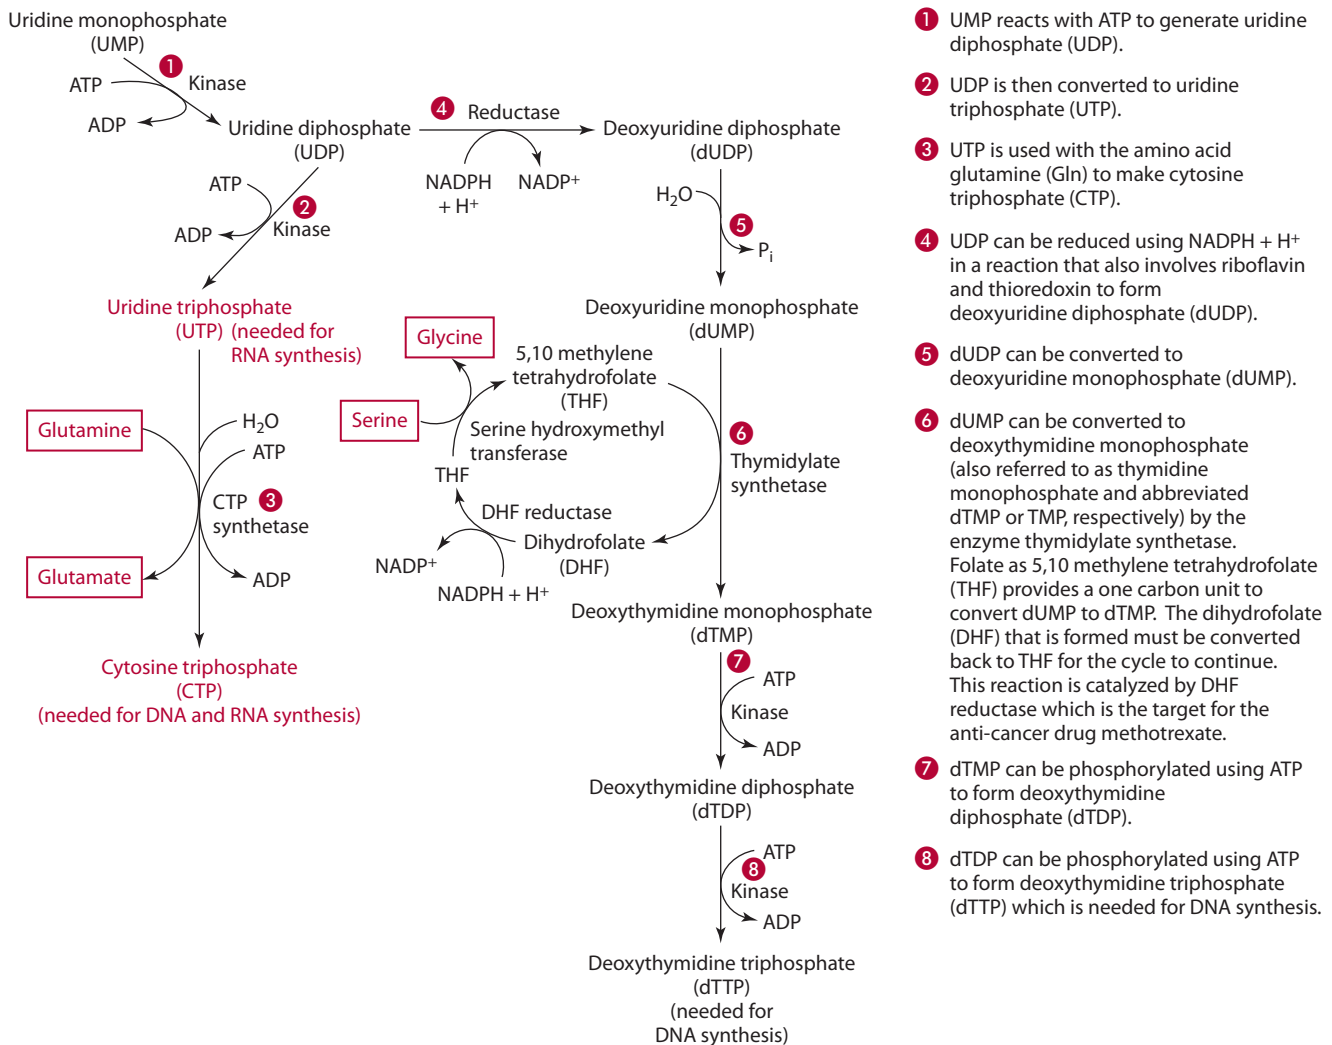 Uridine monophosphate
(UMP)
1
ATP
Kinase
ADP
Uridine diphosphate
(UDP)
4 Reductase
NADPH
+ H+
NADP+
Deoxyuridine diphosphate
(dUDP)
ATP
2
Kinase
ADP
H2O
5
Pi
Uridine triphosphate
(UTP) (needed for
RNA synthesis)
Deoxyuridine monophosphate
(dUMP)
Glycine
5,10 methylene
tetrahydrofolate
(THF)
Serine
Serine hydroxymethyl
transferase
THF
6
Thymidylate
synthetase
DHF reductase
Dihydrofolate
(DHF)
NADP+
NADPH + H+
Glutamine
H2O
ATP
CTP 3
synthetase
Glutamate
ADP
Cytosine triphosphate
(CTP)
(needed for DNA and RNA synthesis)
Deoxythymidine monophosphate
(dTMP)
7
ATP
Kinase
ADP
Deoxythymidine diphosphate
(dTDP)
ATP
8
Kinase
ADP
Deoxythymidine triphosphate
(dTTP)
(needed for
DNA synthesis)
1 UMP reacts with ATP to generate uridine
diphosphate (UDP).
2 UDP is then converted to uridine
triphosphate (UTP).
3 UTP is used with the amino acid
glutamine (Gln) to make cytosine
triphosphate (CTP).
4 UDP can be reduced using NADPH + H+
in a reaction that also involves riboflavin
and thioredoxin to form
deoxyuridine diphosphate (dUDP).
5 dUDP can be converted to
deoxyuridine monophosphate (dUMP).
6 dUMP can be converted to
deoxythymidine monophosphate
(also referred to as thymidine
monophosphate and abbreviated
dTMP or TMP, respectively) by the
enzyme thymidylate synthetase.
Folate as 5,10 methylene tetrahydrofolate
(THF) provides a one carbon unit to
convert dUMP to dTMP. The dihydrofolate
(DHF) that is formed must be converted
back to THF for the cycle to continue.
This reaction is catalyzed by DHF
reductase which is the target for the
anti-cancer drug methotrexate.
7 dTMP can be phosphorylated using ATP
to form deoxythymidine
diphosphate (dTDP).
8 dTDP can be phosphorylated using ATP
to form deoxythymidine triphosphate
(dTTP) which is needed for DNA synthesis.